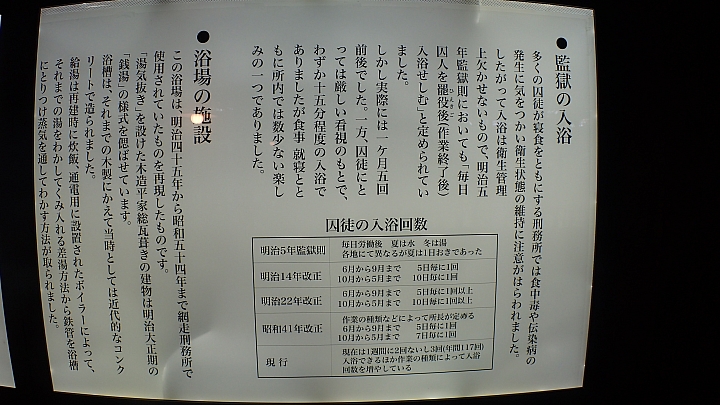 ●監獄の入浴
多くの囚徒が寝食をともにする刑務所では食中毒や伝染病の
発生に気をつかい衛生状態の維持に注意がはらわれました。
したがって入浴は衛生管理
上欠かせないもので、明治五
年監獄則においても「毎日
囚人を罷役後（作業終了後）
入浴せしむ」と定められてい
ました。
しかし実際には一ヶ月五回
前後でした。一方、囚徒にと
っては厳しい看視のもとで、
わずか十五分程度の入浴で
ありましたが食事 就寝とと
もに所内では数少ない楽し
みの一つでありました。
囚徒の入浴回数
明治5年監獄則 毎日労働後 夏は水 冬は湯
各地にて異なるが夏は1日おきであった
明治14年改正 6月から9月まで 5日毎に1回
10月から5月まで 10日毎に1回
明治22年改正 6月から9月まで 5日毎に1回以上
10月から5月まで 10日毎に1回以上
昭和41年改正 作業の種類などによって所長が定める
6月から9月まで 5日毎に1回
10月から5月まで 7日毎に1回
現行 現在は1週間に2回ないし3回(年間117回)
入浴できるほか作業の種類によって入浴
回数を増やしている
●浴場の施設
この浴場は、明治四十五年から昭和五十四年まで網走刑務所で
使用されていたものを再現したものです。
「湯気抜き」を設けた木造平家総瓦葺きの建物は明治大正期の
「銭湯」の様式を偲ばせています。
浴槽は、それまでの木製にかえて当時としては近代的なコンク
リートで造られました。
給湯は再建時に炊飯、通電用に設置されたボイラーによって、
それまでの湯をわかしてくみ入れる差湯方法から鉄管を浴槽
にとりつけ蒸気を通してわかす方法が取られました。